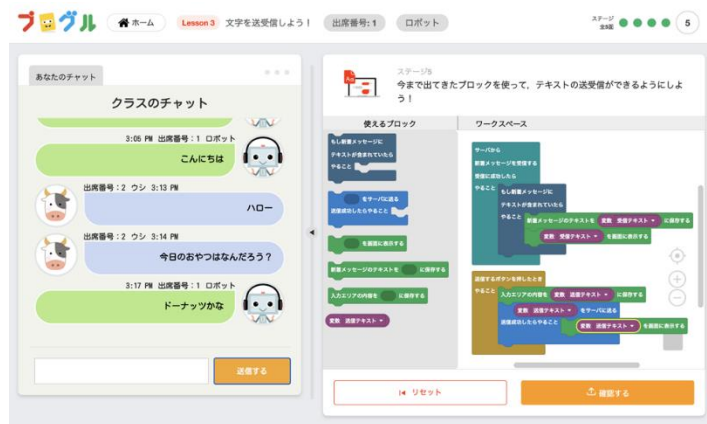 プログル
ホーム
Lesson 3 文字を送受信しよう！
出席番号: 1
ロボット
ステージ
全5面
5
あなたのチャット
クラスのチャット
3:05 PM 出席番号：1 ロボット
こんにちは
出席番号：2 ウシ 3:13 PM
ハロー
出席番号：2 ウシ 3:14 PM
今日のおやつはなんだろう？
3:17 PM 出席番号：1 ロボット
ドーナッツかな
送信する
ステージ5
今まで出てきたブロックを使って，テキストの送受信ができるようにしよ
う！
使えるブロック
もし新着メッセージに
テキストが含まれていたら
やること
をサーバに送る
送信成功したらやること
を画面に表示する
新着メッセージのテキストを に保存する
入力エリアの内容を に保存する
変数 送信テキスト
ワークスペース
サーバから
新着メッセージを受信する
受信に成功したら
やること
もし新着メッセージに
テキストが含まれていたら
やること
新着メッセージのテキストを 変数 受信テキスト に保存する
変数 受信テキスト を画面に表示する
送信するボタンを押したとき
やること
入力エリアの内容を 変数 送信テキスト に保存する
変数 送信テキスト をサーバに送る
送信成功したらやること
変数 送信テキスト を画面に表示する
リセット
確認する